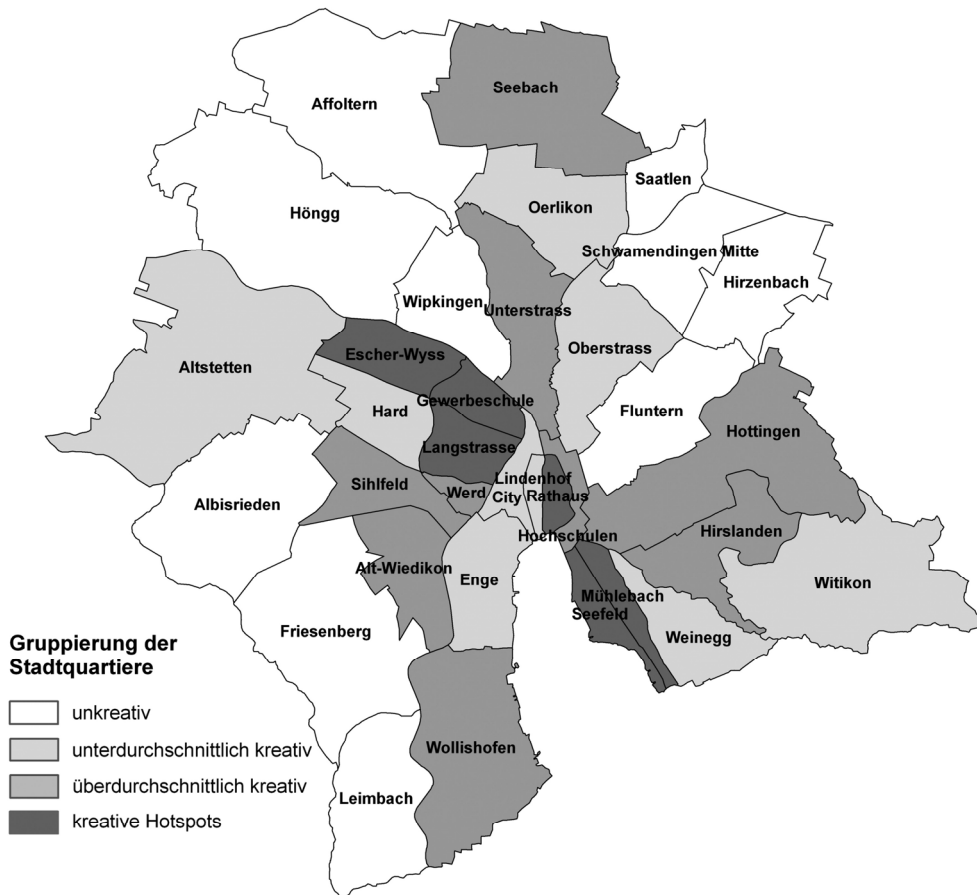 Affoltern
Seebach
Saatlen
Höngg
Oerlikon
Schwamendingen Mitte
Hirzenbach
Wipkingen
Unterstrass
Escher-Wyss
Oberstrass
Altstetten
Fluntern
Gewerbeschule
Hard
Hottingen
Langstrasse
Lindenhof
Sihlfeld
Werd
City
Rathaus
Albisrieden
Hirslanden
Hochschulen
Alt-Wiedikon
Enge
Witikon
Mühlebach
Seefeld
Friesenberg
Weinegg
Wollishofen
Leimbach
Gruppierung der
Stadtquartiere
unkreativ
unterdurchschnittlich kreativ
überdurchschnittlich kreativ
kreative Hotspots